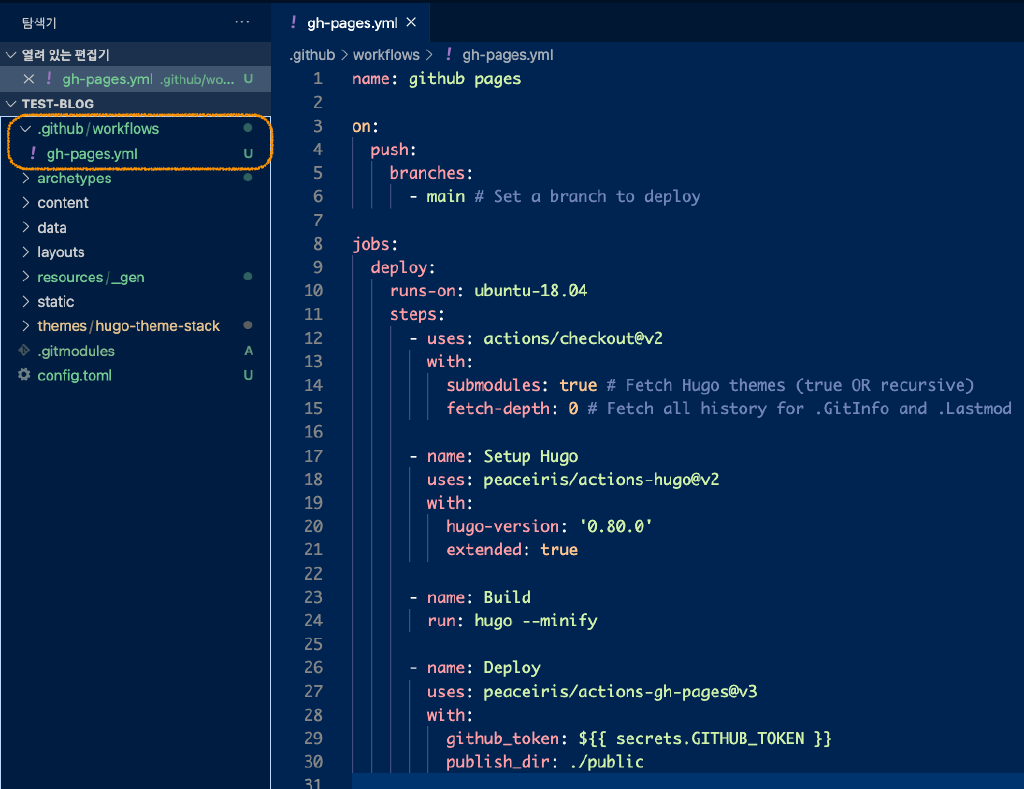 탐색기 ···
열려 있는 편집기
gh-pages.yml .github/wo... U
TEST-BLOG
.github/workflows
! gh-pages.yml U
archetypes
content
data
layouts
resources/_gen
static
themes/hugo-theme-stack
.gitmodules A
config.toml U
! gh-pages.yml
.github > workflows > ! gh-pages.yml
1 name: github pages
2
3 on:
4 push:
5 branches:
6 - main # Set a branch to deploy
7
8 jobs:
9 deploy:
10 runs-on: ubuntu-18.04
11 steps:
12 - uses: actions/checkout@v2
13 with:
14 submodules: true # Fetch Hugo themes (true OR recursive)
15 fetch-depth: 0 # Fetch all history for .GitInfo and .Lastmod
16
17 - name: Setup Hugo
18 uses: peaceiris/actions-hugo@v2
19 with:
20 hugo-version: '0.80.0'
21 extended: true
22
23 - name: Build
24 run: hugo --minify
25
26 - name: Deploy
27 uses: peaceiris/actions-gh-pages@v3
28 with:
29 github_token: ${{ secrets.GITHUB_TOKEN }}
30 publish_dir: ./public
31